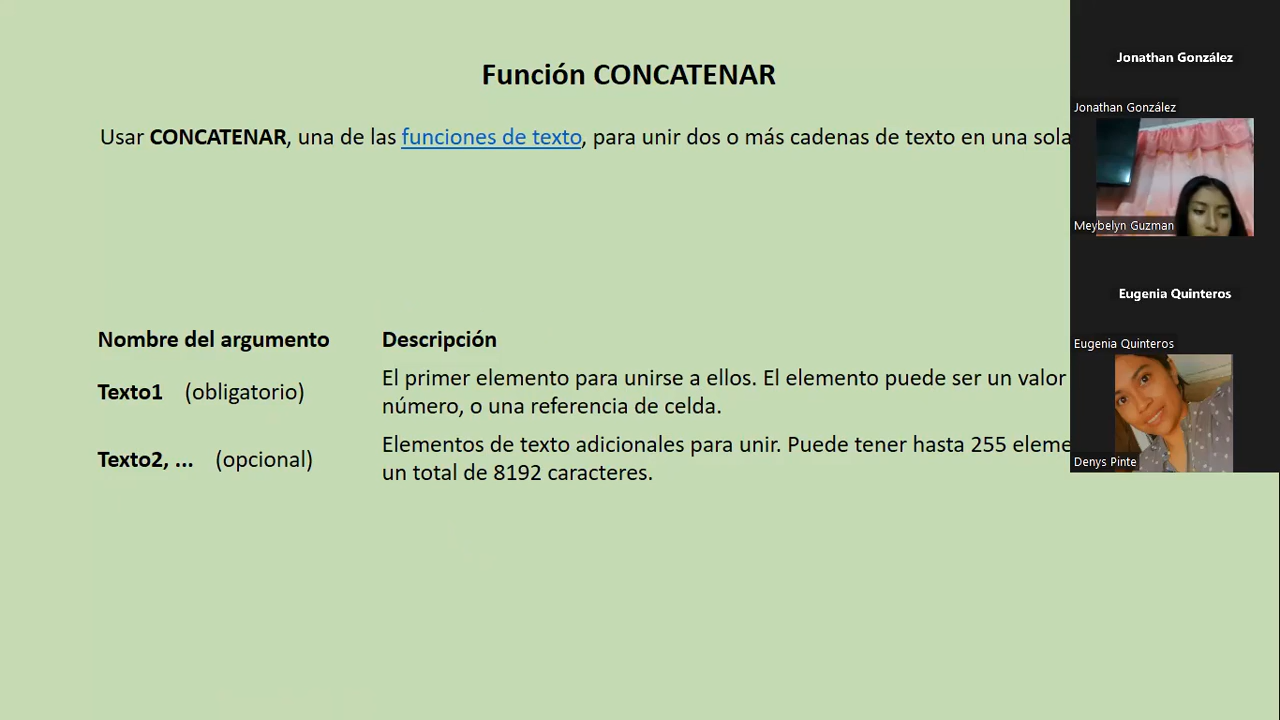 Función CONCATENAR
Usar CONCATENAR, una de las funciones de texto, para unir dos o más cadenas de texto en una sola
Nombre del argumento Descripción
Texto1 (obligatorio)
El primer elemento para unirse a ellos. El elemento puede ser un valor
número, o una referencia de celda.
Texto2, ... (opcional)
Elementos de texto adicionales para unir. Puede tener hasta 255
un total de 8192 caracteres.
Jonathan González
Jonathan González
Meybelyn Guzman
Eugenia Quinteros
Eugenia Quinteros
Denys Pinte